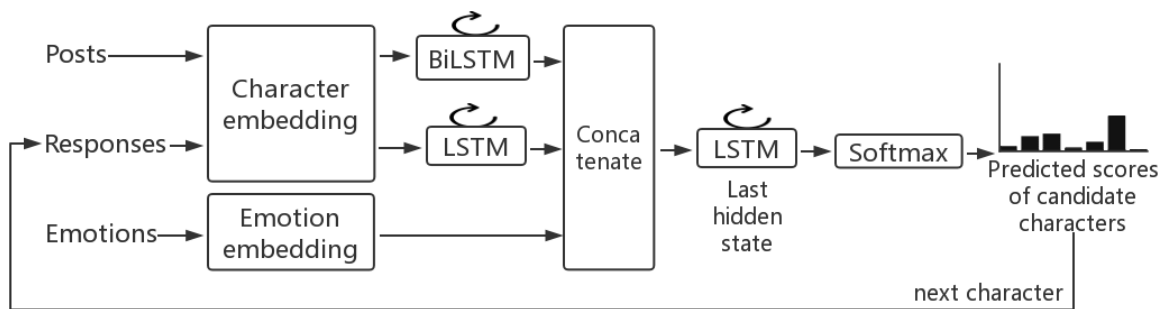 Posts
Responses
Emotions
Character
embedding
Emotion
embedding
BiLSTM
LSTM
Conca
tenate
LSTM
Last
hidden
state
Softmax
Predicted scores
of candidate
characters
next character